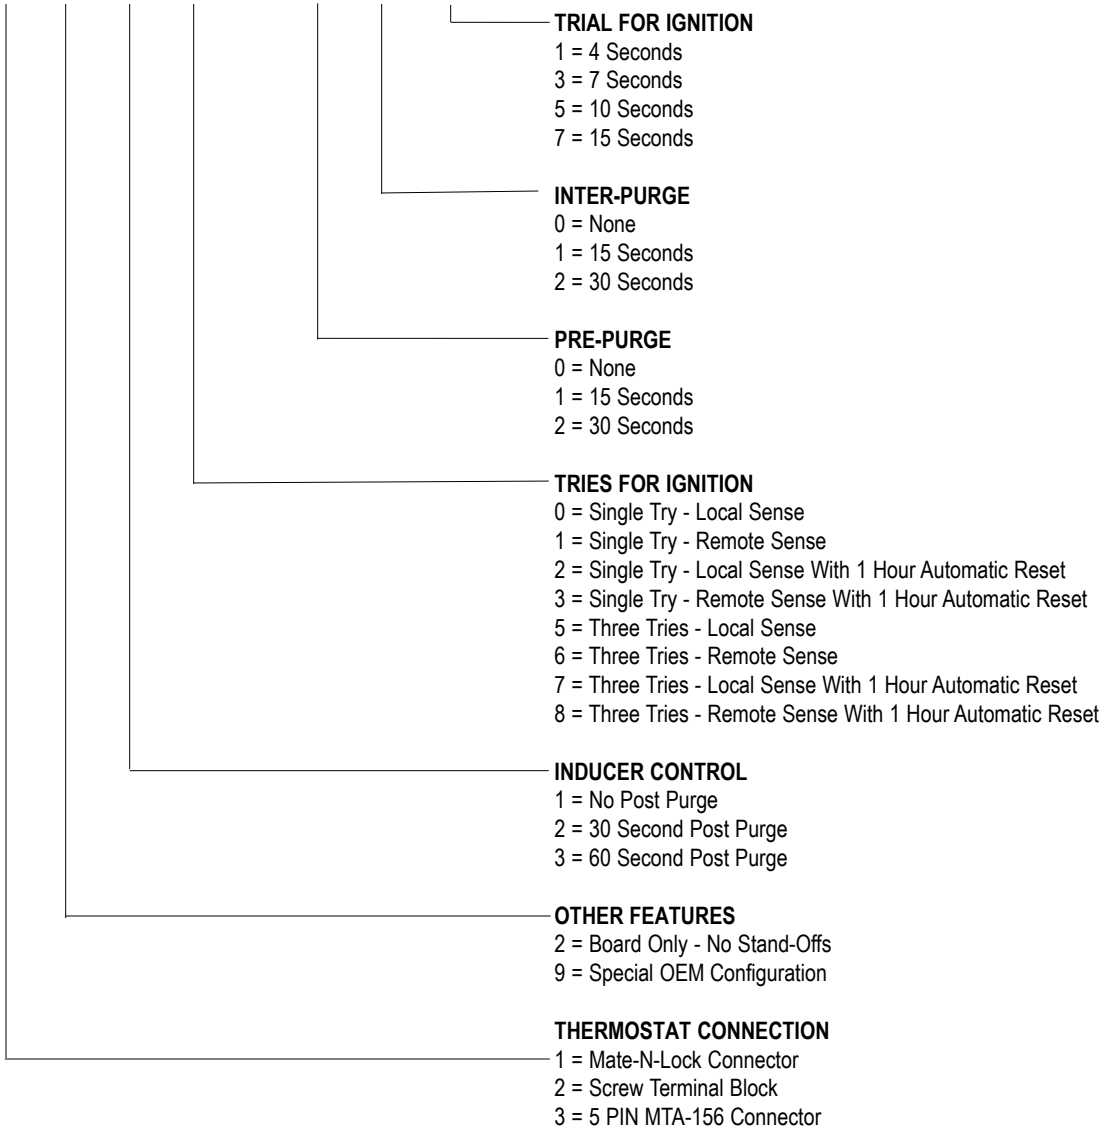 TRIAL FOR IGNITION
1 = 4 Seconds
3 = 7 Seconds
5 = 10 Seconds
7 = 15 Seconds
INTER-PURGE
0 = None
1 = 15 Seconds
2 = 30 Seconds
PRE-PURGE
0 = None
1 = 15 Seconds
2 = 30 Seconds
TRIES FOR IGNITION
0 = Single Try - Local Sense
1 = Single Try - Remote Sense
2 = Single Try - Local Sense With 1 Hour Automatic Reset
3 = Single Try - Remote Sense With 1 Hour Automatic Reset
5 = Three Tries - Local Sense
6 = Three Tries - Remote Sense
7 = Three Tries - Local Sense With 1 Hour Automatic Reset
8 = Three Tries - Remote Sense With 1 Hour Automatic Reset
INDUCER CONTROL
1 = No Post Purge
2 = 30 Second Post Purge
3 = 60 Second Post Purge
OTHER FEATURES
2 = Board Only - No Stand-Offs
9 = Special OEM Configuration
THERMOSTAT CONNECTION
1 = Mate-N-Lock Connector
2 = Screw Terminal Block
3 = 5 PIN MTA-156 Connector